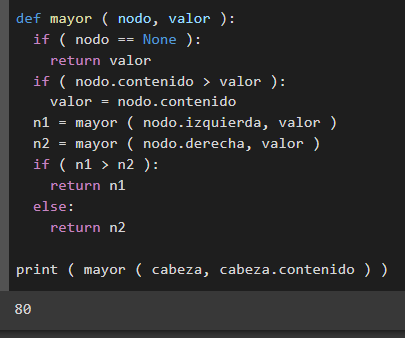 def mayor ( nodo, valor ):
  if ( nodo == None ):
    return valor
  if ( nodo.contenido > valor ):
    valor = nodo.contenido
  n1 = mayor ( nodo.izquierda, valor )
  n2 = mayor ( nodo.derecha, valor )
  if ( n1 > n2 ):
    return n1
  else:
    return n2

print ( mayor ( cabeza, cabeza.contenido ) )
80